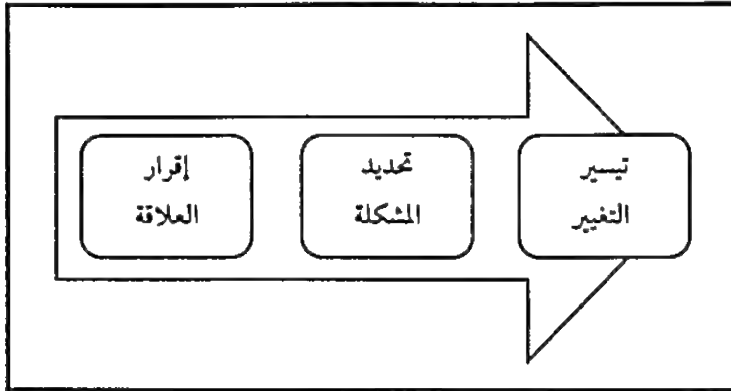 إقرار
العلاقة
تحديد
المشكلة
تيسير
التغيير